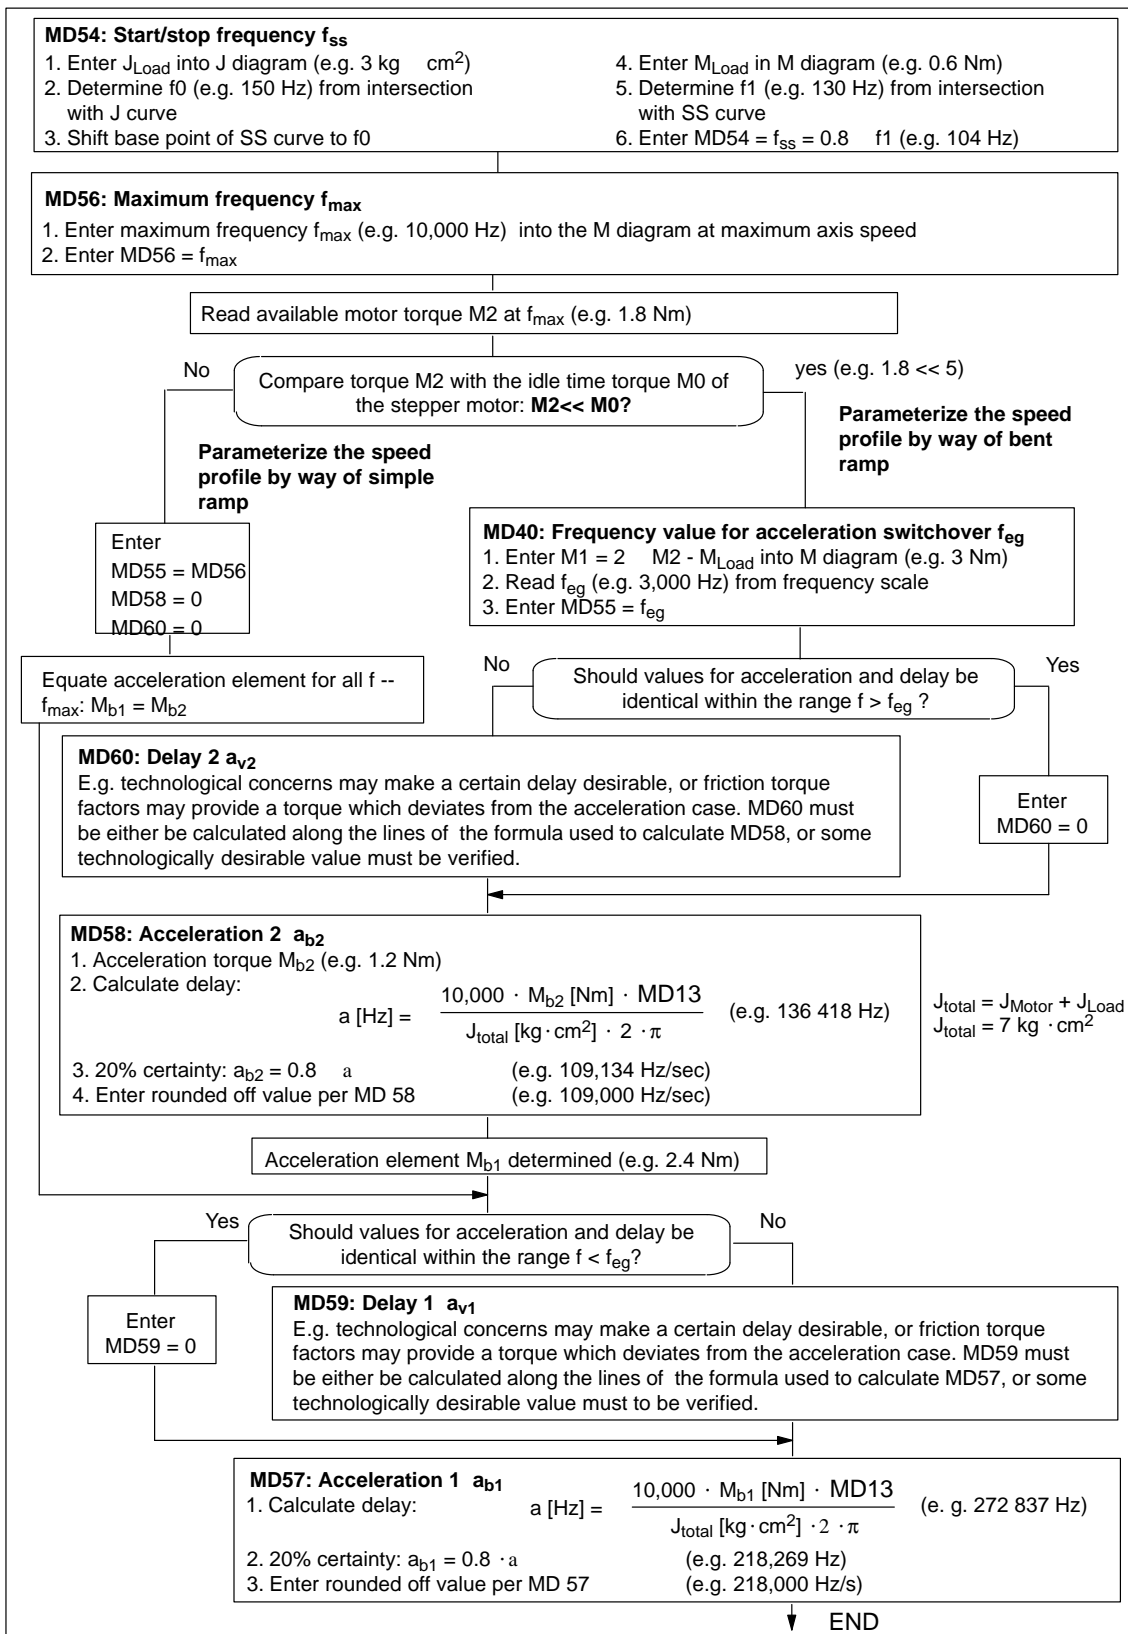 MD54: Start/stop frequency fss
1. Enter JLoad into J diagram (e.g. 3 kg cm2)
2. Determine f0 (e.g. 150 Hz) from intersection
with J curve
3. Shift base point of SS curve to f0
4. Enter MLoad in M diagram (e.g. 0.6 Nm)
5. Determine f1 (e.g. 130 Hz) from intersection
with SS curve
6. Enter MD54 = fss = 0.8 f1 (e.g. 104 Hz)
MD56: Maximum frequency fmax
1. Enter maximum frequency fmax (e.g. 10,000 Hz) into the M diagram at maximum axis speed
2. Enter MD56 = fmax
Read available motor torque M2 at fmax (e.g. 1.8 Nm)
No
Compare torque M2 with the idle time torque M0 of
the stepper motor: M2<< M0?
yes (e.g. 1.8 << 5)
Parameterize the speed
profile by way of simple
ramp
Parameterize the speed
profile by way of bent
ramp
Enter
MD55 = MD56
MD58 = 0
MD60 = 0
MD40: Frequency value for acceleration switchover feg
1. Enter M1 = 2 M2 - MLoad into M diagram (e.g. 3 Nm)
2. Read feg (e.g. 3,000 Hz) from frequency scale
3. Enter MD55 = feg
Equate acceleration element for all f --
fmax: Mb1 = Mb2
No
Should values for acceleration and delay be
identical within the range f > feg ?
Yes
MD60: Delay 2 av2
E.g. technological concerns may make a certain delay desirable, or friction torque
factors may provide a torque which deviates from the acceleration case. MD60 must
be either be calculated along the lines of the formula used to calculate MD58, or some
technologically desirable value must be verified.
Enter
MD60 = 0
MD58: Acceleration 2 ab2
1. Acceleration torque Mb2 (e.g. 1.2 Nm)
2. Calculate delay:
a [Hz] =
10,000 · Mb2 [Nm] · MD13
Jtotal [kg·cm2] · 2 · π
(e.g. 136 418 Hz)
3. 20% certainty: ab2 = 0.8 a (e.g. 109,134 Hz/sec)
4. Enter rounded off value per MD 58 (e.g. 109,000 Hz/sec)
Jtotal = JMotor + JLoad
Jtotal = 7 kg · cm2
Acceleration element Mb1 determined (e.g. 2.4 Nm)
Yes
Should values for acceleration and delay be
identical within the range f < feg?
No
Enter
MD59 = 0
MD59: Delay 1 av1
E.g. technological concerns may make a certain delay desirable, or friction torque
factors may provide a torque which deviates from the acceleration case. MD59 must
be either be calculated along the lines of the formula used to calculate MD57, or some
technologically desirable value must to be verified.
MD57: Acceleration 1 ab1
1. Calculate delay:
a [Hz] =
10,000 · Mb1 [Nm] · MD13
Jtotal [kg·cm2] ·2 · π
(e. g. 272 837 Hz)
2. 20% certainty: ab1 = 0.8 · a (e.g. 218,269 Hz)
3. Enter rounded off value per MD 57 (e.g. 218,000 Hz/s)
END